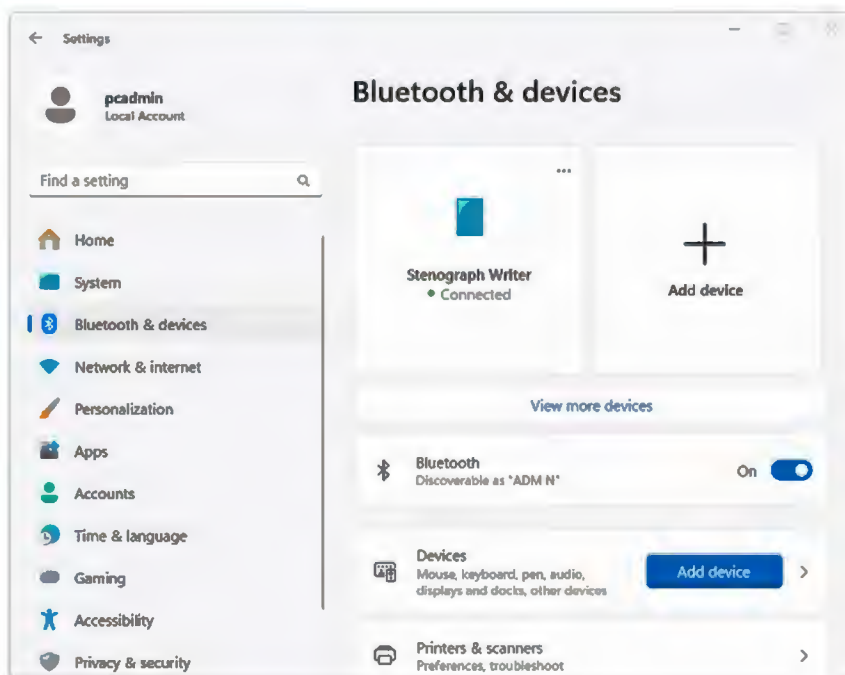 Settings
pcadmin
Local Account
Find a setting
Home
System
Bluetooth & devices
Network & internet
Personalization
Apps
Accounts
Time & language
Gaming
Accessibility
Privacy & security
Bluetooth & devices
Stenograph Writer
Connected
Add device
View more devices
Bluetooth
Discoverable as "ADM N"
On
Devices
Mouse, keyboard, pen, audio,
displays and docks, other devices
Add device
Printers & scanners
Preferences, troubleshoot